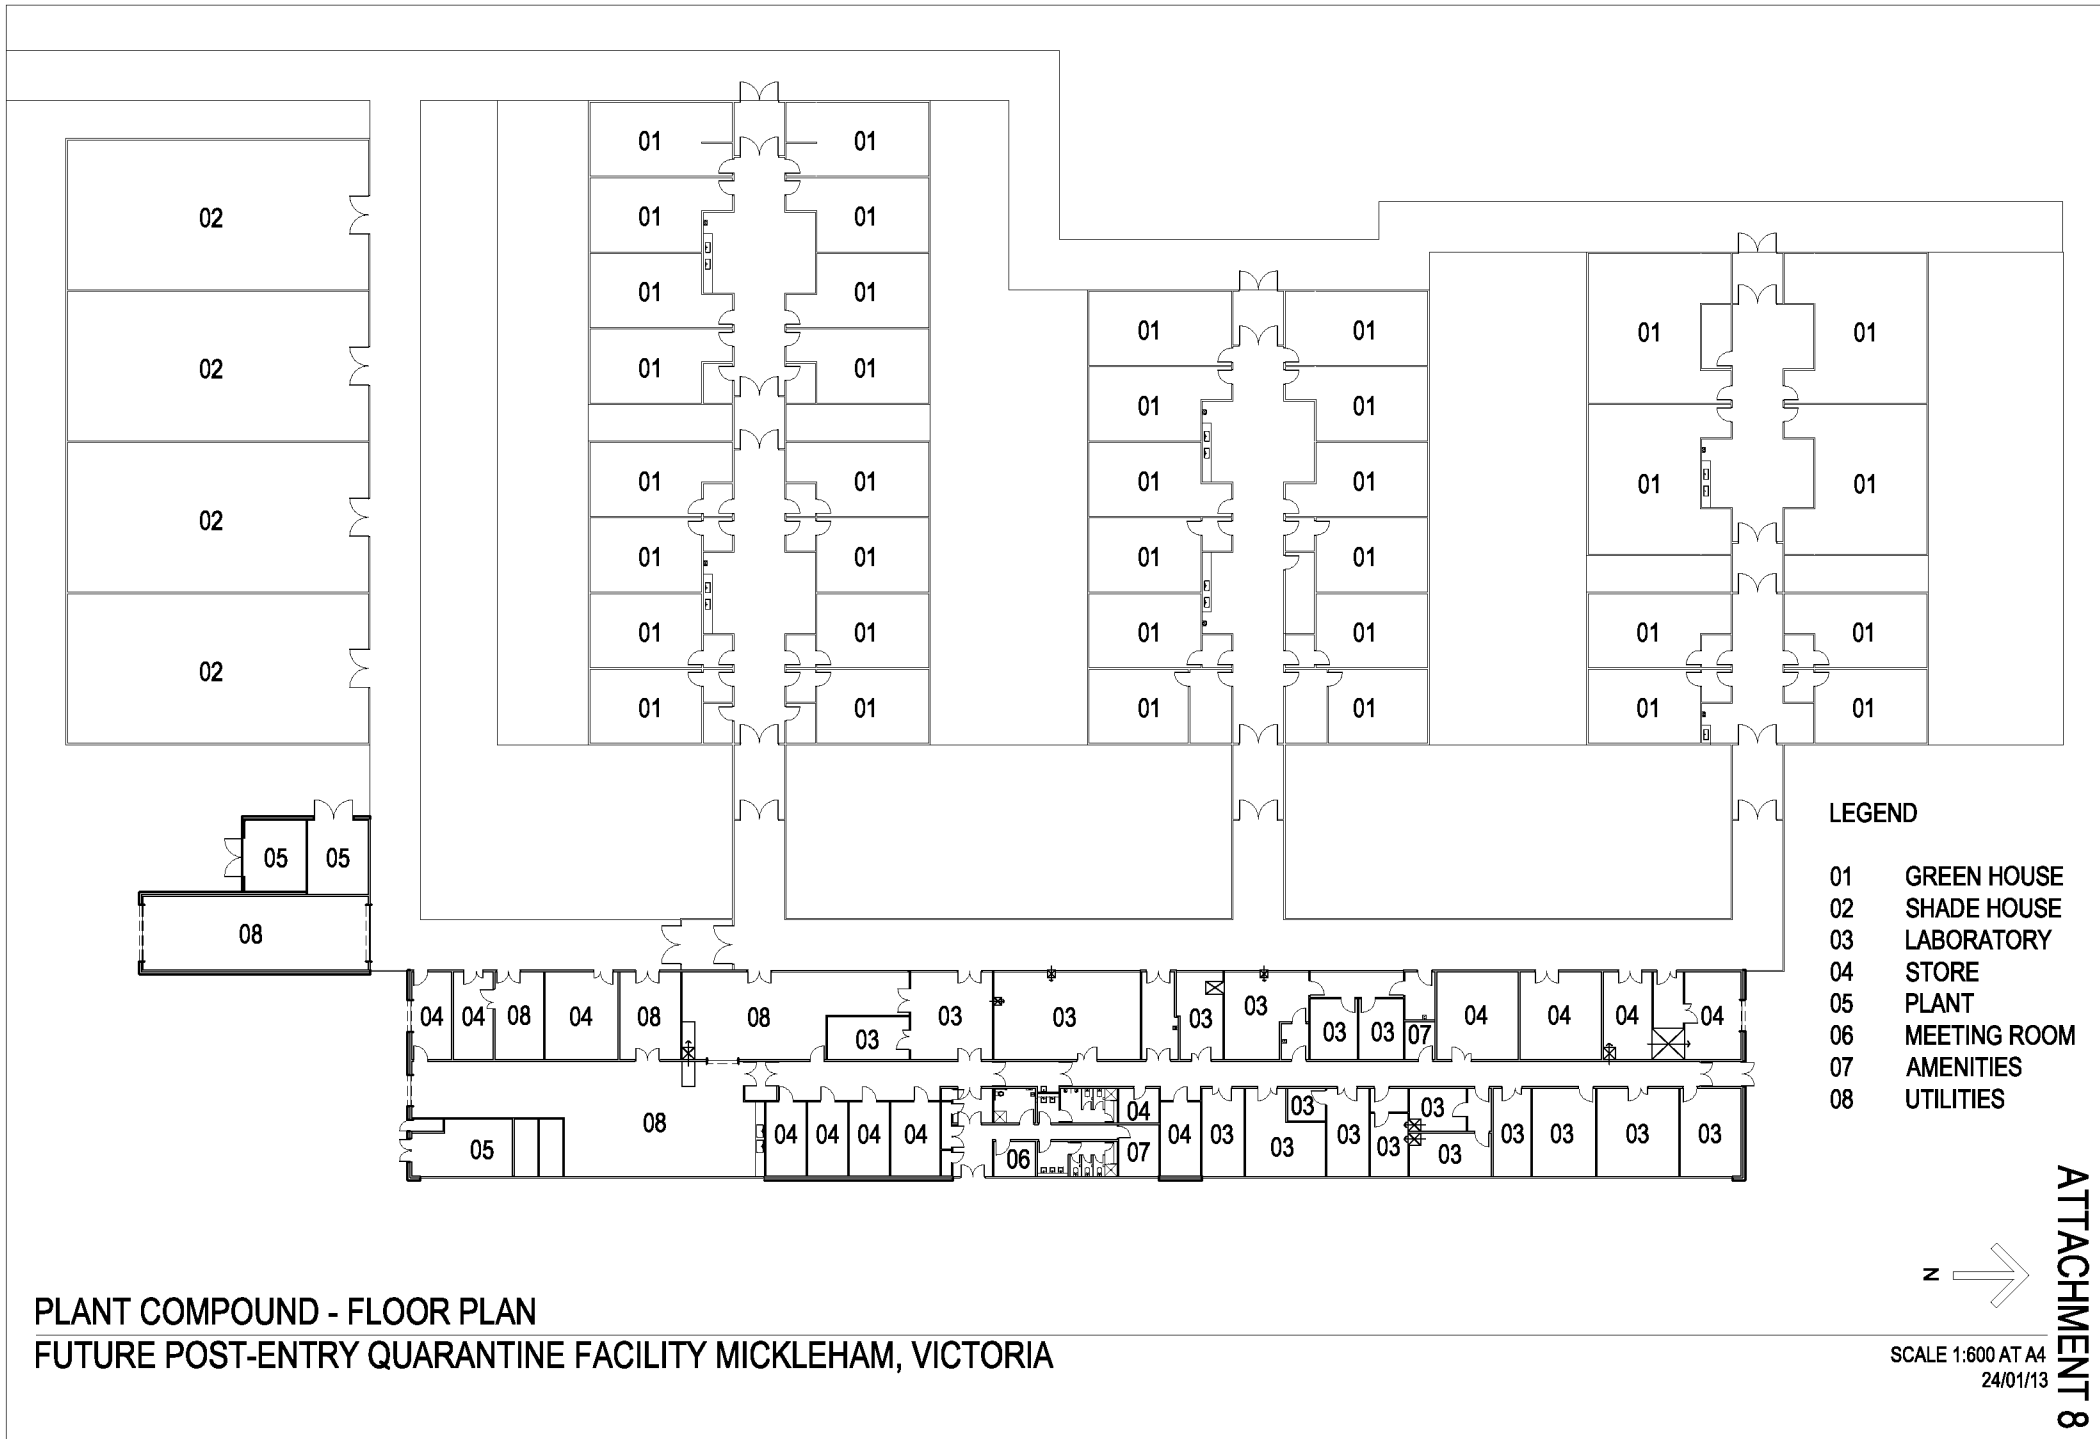 01 01
02 01 01
01 01
01 01 01 01 01
02 01 01
01 01 01 01 01 01
02
01 01 01 01
01 01 01 01 01 01
02
01 01 01 01 01 01
LEGEND
05 05
01 GREEN HOUSE
02 SHADE HOUSE
08
03 LABORATORY
04 STORE
05 PLANT
06 MEETING ROOM
07 AMENITIES
08 UTILITIES
04 04 08 04 08 08 03 03 03 03 03 03 03 07 04 04 04 04
08 04 04 04 04 04 03 03
05 06 07 04 03 03 03 03 03 03 03 03 03
N
PLANT COMPOUND - FLOOR PLAN
FUTURE POST-ENTRY QUARANTINE FACILITY MICKLEHAM, VICTORIA
SCALE 1:600 AT A4
24/01/13
ATTACHMENT 8